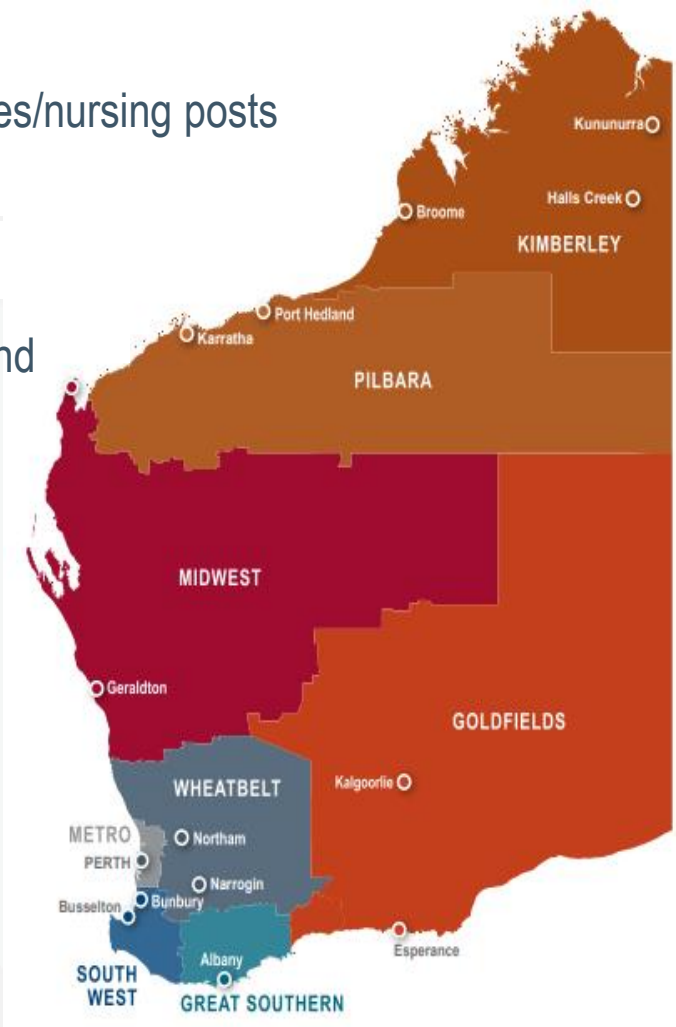 es/nursing posts
Kununurra
Halls Creek
Broome
KIMBERLEY
Port Hedland
nd
Karratha
PILBARA
MIDWEST
Geraldton
GOLDFIELDS
Kalgoorlie
WHEATBELT
METRO
Northam
PERTH
Narrogin
Busselton
Bunbury
Esperance
Albany
SOUTH
WEST
GREAT SOUTHERN